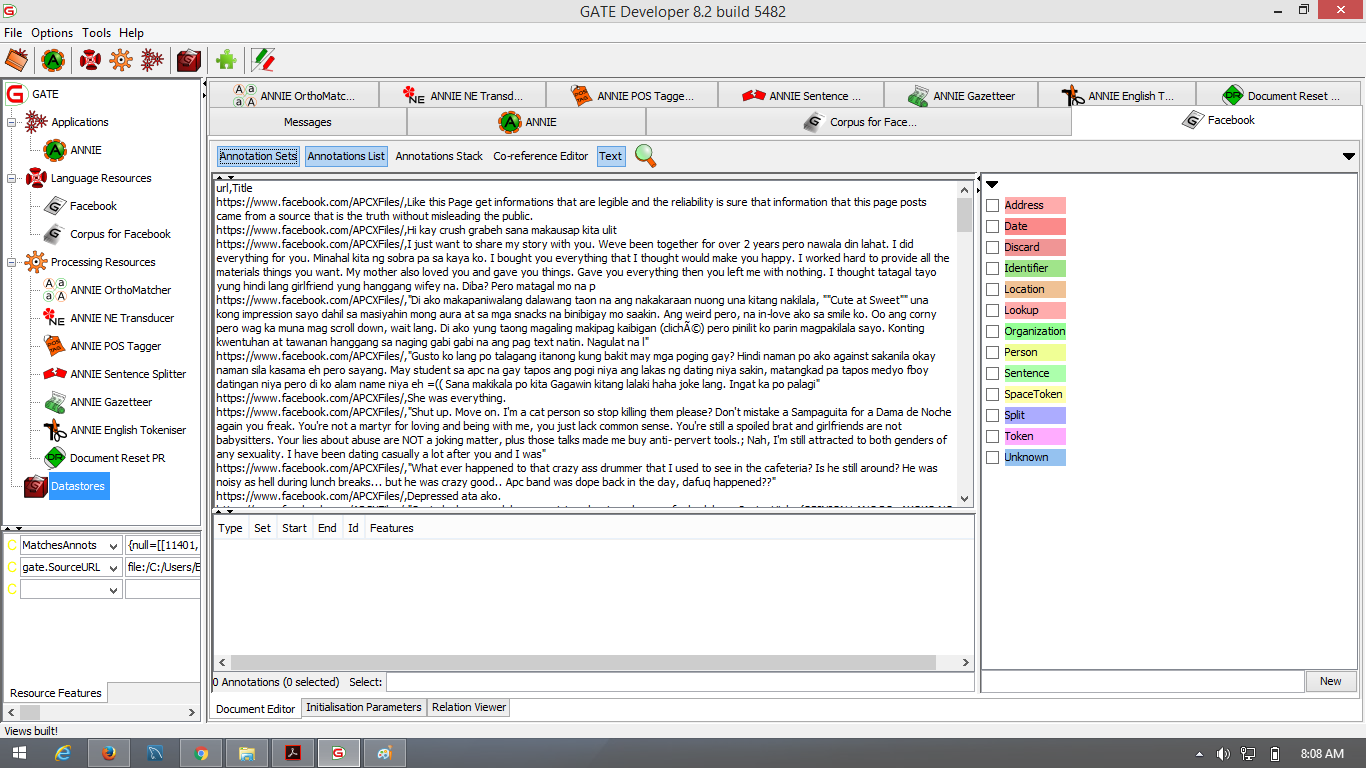 GATE Developer 8.2 build 5482
File Options Tools Help
GATE
Applications
ANNIE
Language Resources
Facebook
Corpus for Facebook
Processing Resources
ANNIE OrthoMatcher
ANNIE NE Transducer
ANNIE POS Tagger
ANNIE Sentence Splitter
ANNIE Gazetteer
ANNIE English Tokeniser
Document Reset PR
Datastores
C MatchesAnnots {null=[[11401,
C gate.SourceURL file:/C:/Users/E
C
Resource Features
Views built!
ANNIE OrthoMatc... ANNIE NE Transd... ANNIE POS Tagge... ANNIE Sentence ... ANNIE Gazetteer ANNIE English T... Document Reset ...
Messages ANNIE Corpus for Face... Facebook
Annotation Sets Annotations List Annotations Stack Co-reference Editor Text
url,Title
https://www.facebook.com/APCXFiles/,Like this Page get informations that are legible and the reliability is sure that information that this page posts
came from a source that is the truth without misleading the public.
https://www.facebook.com/APCXFiles/,Hi kay crush grabeh sana makausap kita ulit
https://www.facebook.com/APCXFiles/,I just want to share my story with you. Weve been together for over 2 years pero nawala din lahat. I did
everything for you. Minahal kita ng sobra pa sa kaya ko. I bought you everything that I thought would make you happy. I worked hard to provide all the
materials things you want. My mother also loved you and gave you things. Gave you everything then you left me with nothing. I thought tatagal tayo
yung hindi lang girlfriend yung hanggang wifey na. Diba? Pero matagal mo na p
https://www.facebook.com/APCXFiles/,"Di ako makapaniwalang dalawang taon na ang nakakaraan nuong una kitang nakilala, ""Cute at Sweet"" una
kong impression sayo dahil sa masiyahin mong aura at sa mga snacks na binibigay mo saakin. Ang weird pero, na in-love ako sa smile ko. Oo ang corny
pero wag ka muna mag scroll down, wait lang. Di ako yung taong magaling makipag kaibigan (clichÃ©) pero pinilit ko parin magpakilala sayo. Konting
kwentuhan at tawanan hanggang sa naging gabi gabi na ang pag text natin. Nagulat na l"
https://www.facebook.com/APCXFiles/,"Gusto ko lang po talagang itanong kung bakit may mga poging gay? Hindi naman po ako against sakanila okay
naman sila kasama eh pero sayang. May student sa apc na gay tapos ang pogi niya ang lakas ng dating niya sakin, matangkad pa tapos medyo fboy
datingan niya pero di ko alam name niya eh =(( Sana makikala po kita Gagawin kitang lalaki haha joke lang. Ingat ka po palagi"
https://www.facebook.com/APCXFiles/,She was everything.
https://www.facebook.com/APCXFiles/,"Shut up. Move on. I'm a cat person so stop killing them please? Don't mistake a Sampaguita for a Dama de Noche
again you freak. You're not a martyr for loving and being with me, you just lack common sense. You're still a spoiled brat and girlfriends are not
babysitters. Your lies about abuse are NOT a joking matter, plus those talks made me buy anti- pervert tools.; Nah, I'm still attracted to both genders of
any sexuality. I have been dating casually a lot after you and I was"
https://www.facebook.com/APCXFiles/,"What ever happened to that crazy ass drummer that I used to see in the cafeteria? Is he still around? He was
noisy as hell during lunch breaks... but he was crazy good.. Apc band was dope back in the day, dafuq happened??"
https://www.facebook.com/APCXFiles/,Depressed ata ako.
Type Set Start End Id Features
0 Annotations (0 selected) Select:
Document Editor Initialisation Parameters Relation Viewer
Address
Date
Discard
Identifier
Location
Lookup
Organization
Person
Sentence
SpaceToken
Split
Token
Unknown
New
8:08 AM